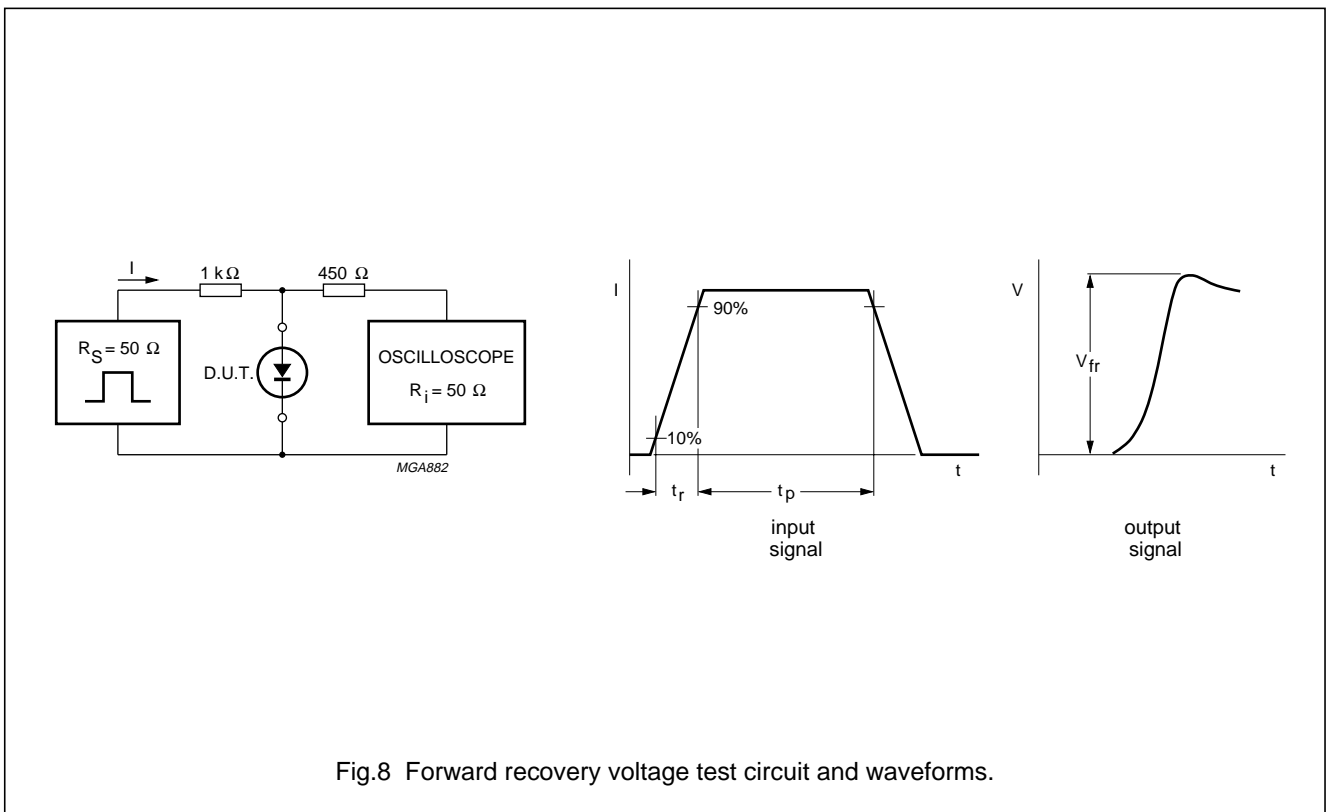 I
1 kΩ
450 Ω
R_S = 50 Ω
D.U.T.
OSCILLOSCOPE
R_i = 50 Ω
MGA882
I
90%
10%
t
t_r
t_p
input
signal
V
V_fr
t
output
signal
Fig.8 Forward recovery voltage test circuit and waveforms.